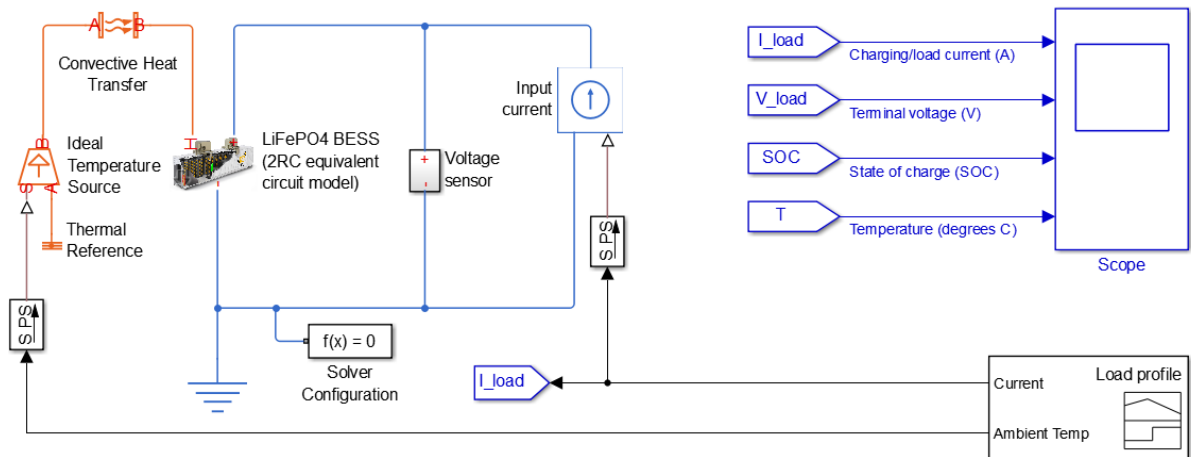 A B
Convective Heat
Transfer
B
Ideal
Temperature
Source
S A
Thermal
Reference
S PS
H + -
LiFePO4 BESS
(2RC equivalent
circuit model)
+ -
Voltage
sensor
Input
current
S PS
f(x) = 0
Solver
Configuration
I_load
I_load
Charging/load current (A)
V_load
Terminal voltage (V)
SOC
State of charge (SOC)
T
Temperature (degrees C)
Scope
Current
Load profile
Ambient Temp